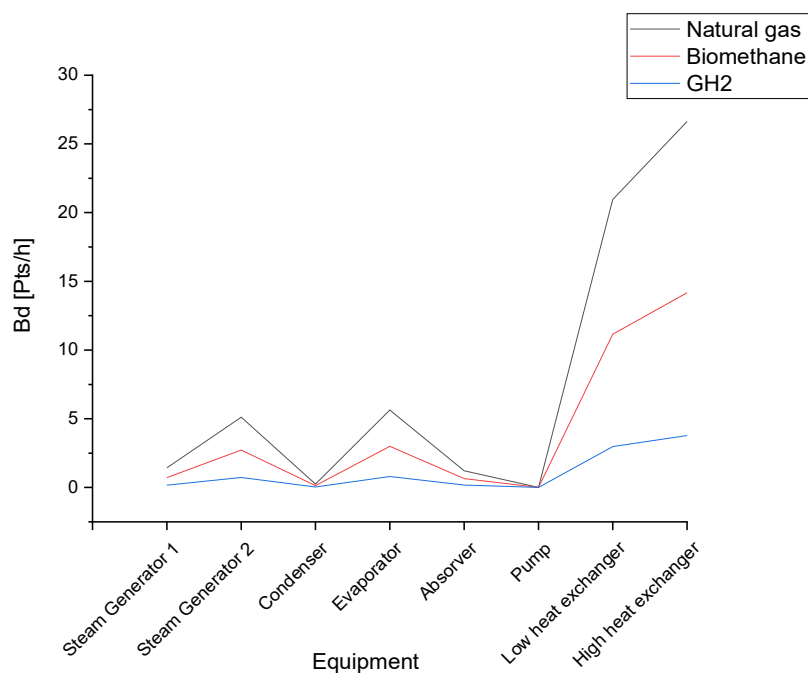 Natural gas
Biomethane
GH2
30
25
20
15
10
5
0
Bd [Pts/h]
Steam Generator 1
Steam Generator 2
Condenser
Evaporator
Absorver
Pump
Low heat exchanger
High heat exchanger
Equipment